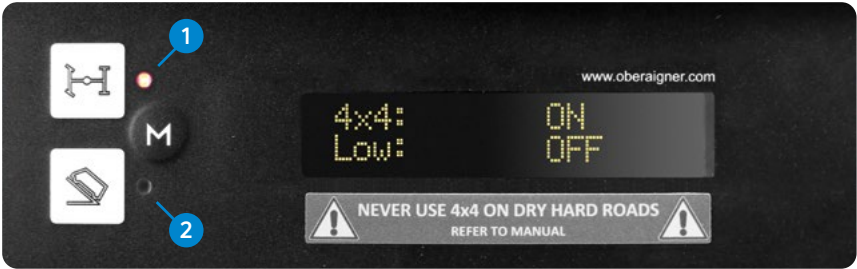 1
www.oberaigner.com
4x4: ON
M
Low: OFF
NEVER USE 4x4 ON DRY HARD ROADS
REFER TO MANUAL
2